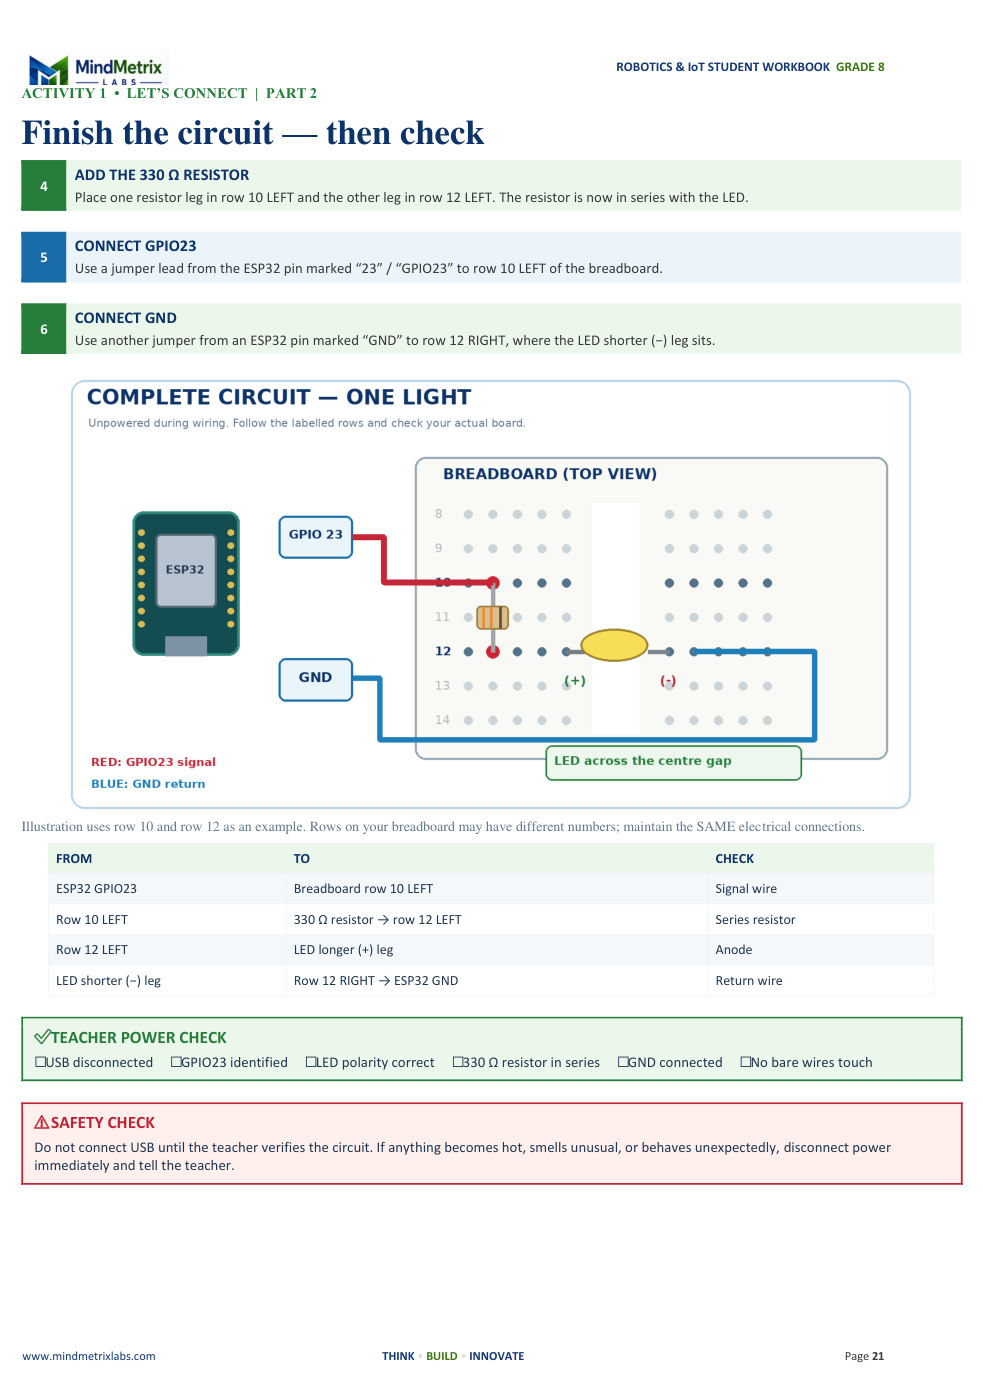 MindMetrix
LABS
ROBOTICS & IoT STUDENT WORKBOOK GRADE 8
ACTIVITY 1 • LET'S CONNECT | PART 2
Finish the circuit — then check
4
ADD THE 330 Ω RESISTOR
Place one resistor leg in row 10 LEFT and the other leg in row 12 LEFT. The resistor is now in series with the LED.
5
CONNECT GPIO23
Use a jumper lead from the ESP32 pin marked “23” / “GPIO23” to row 10 LEFT of the breadboard.
6
CONNECT GND
Use another jumper from an ESP32 pin marked “GND” to row 12 RIGHT, where the LED shorter (−) leg sits.
COMPLETE CIRCUIT — ONE LIGHT
Unpowered during wiring. Follow the labelled rows and check your actual board.
BREADBOARD (TOP VIEW)
8
GPIO 23
9
ESP32
10
11
12
GND
13
(+)
(-)
14
LED across the centre gap
RED: GPIO23 signal
BLUE: GND return
Illustration uses row 10 and row 12 as an example. Rows on your breadboard may have different numbers; maintain the SAME electrical connections.
FROM TO CHECK
ESP32 GPIO23 Breadboard row 10 LEFT Signal wire
Row 10 LEFT 330 Ω resistor → row 12 LEFT Series resistor
Row 12 LEFT LED longer (+) leg Anode
LED shorter (−) leg Row 12 RIGHT → ESP32 GND Return wire
TEACHER POWER CHECK
☐USB disconnected ☐GPIO23 identified ☐LED polarity correct ☐330 Ω resistor in series ☐GND connected ☐No bare wires touch
⚠SAFETY CHECK
Do not connect USB until the teacher verifies the circuit. If anything becomes hot, smells unusual, or behaves unexpectedly, disconnect power
immediately and tell the teacher.
www.mindmetrixlabs.com THINK • BUILD • INNOVATE Page 21